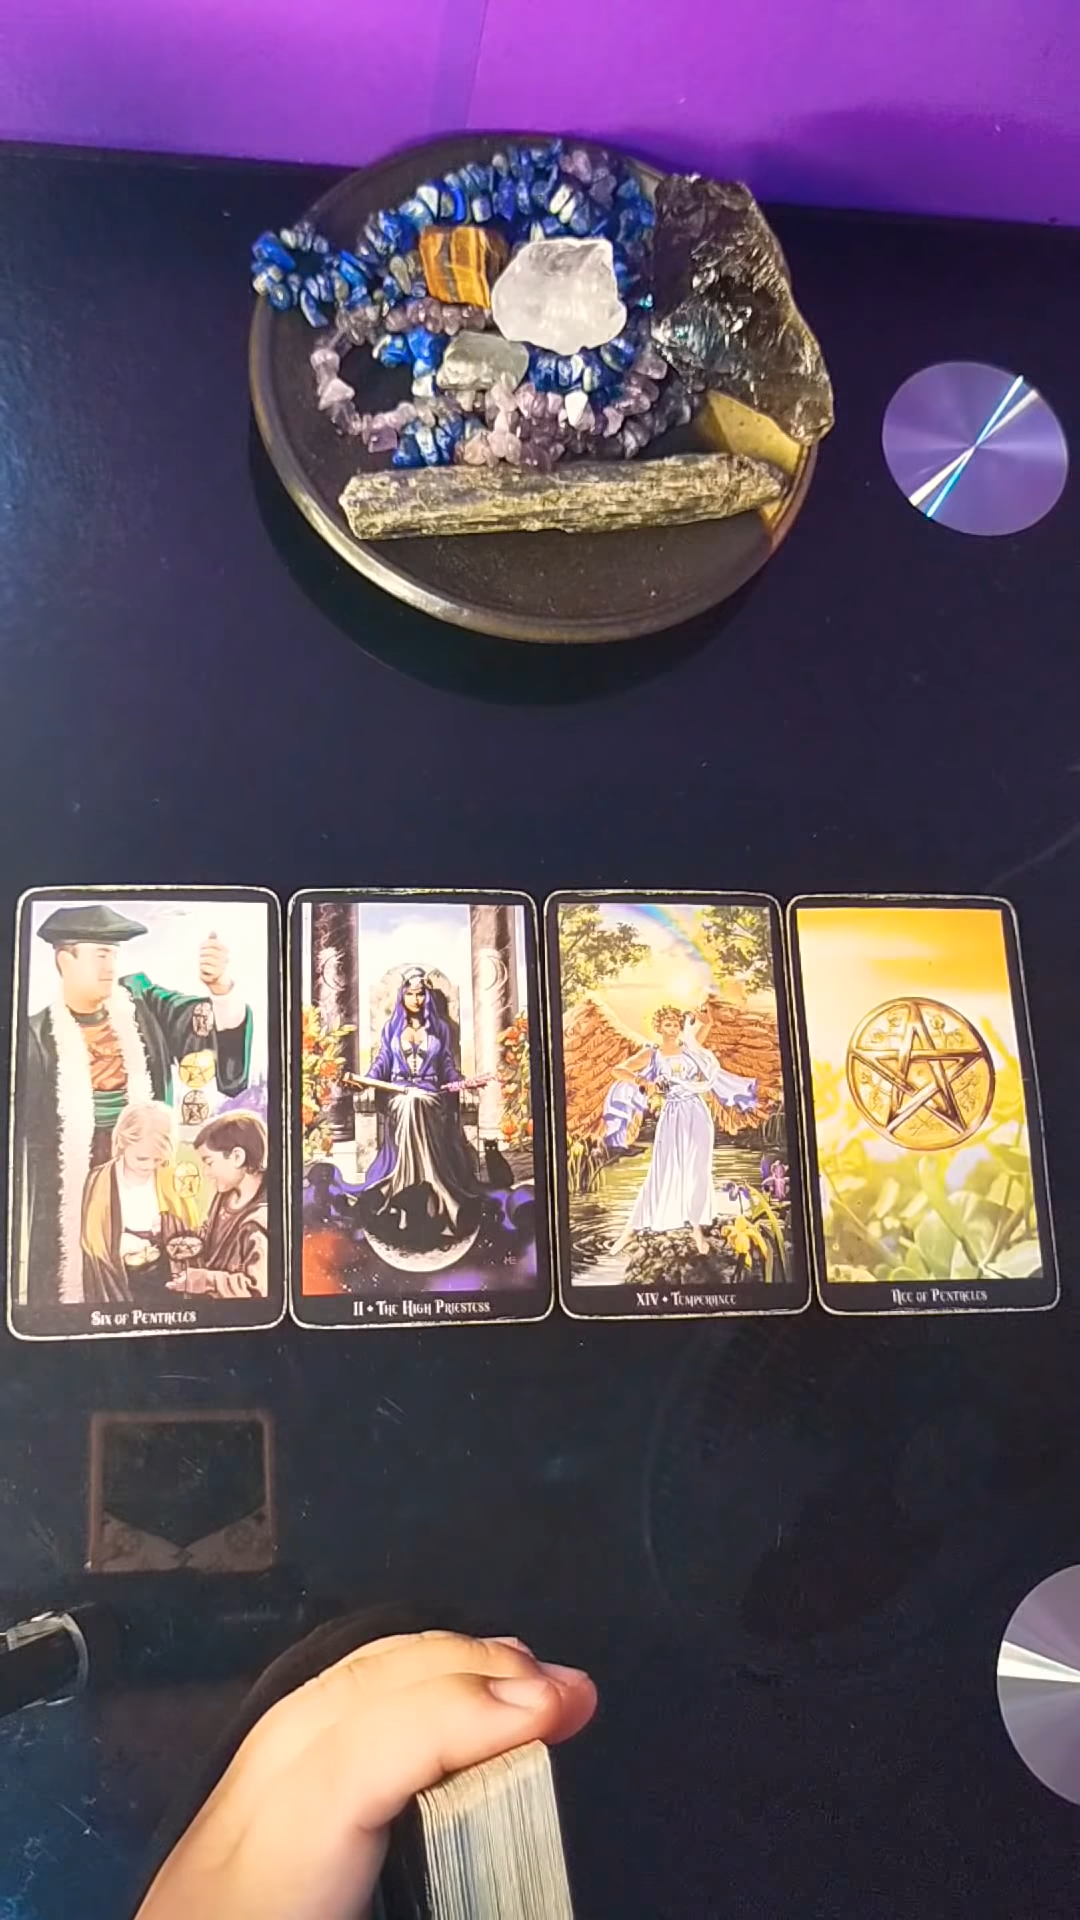 Six of Pentacles
II • The High Priestess
XIV • Temperance
Ace of Pentacles